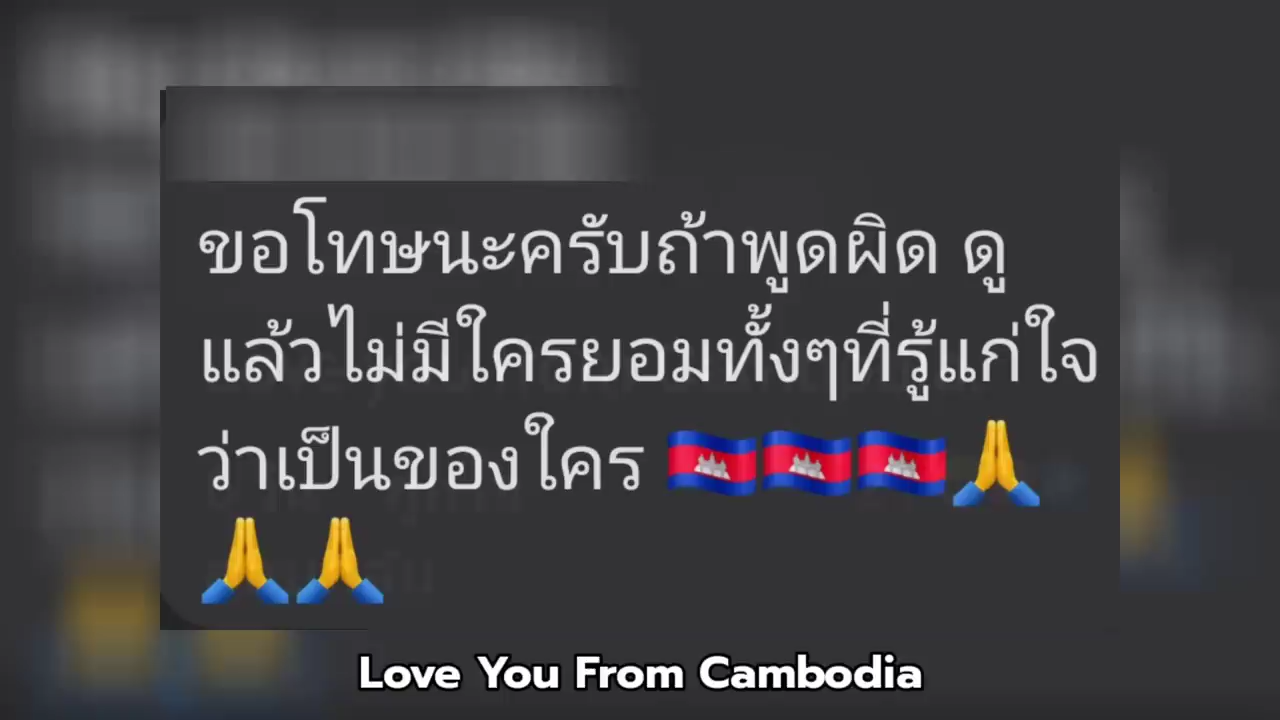 ขอโทษนะครับถ้าพูดผิด ดู
แล้วไม่มีใครยอมทั้งๆที่รู้แก่ใจ
ว่าเป็นของใคร 🇰🇭🇰🇭🇰🇭🙏
🙏🙏
Love You From Cambodia